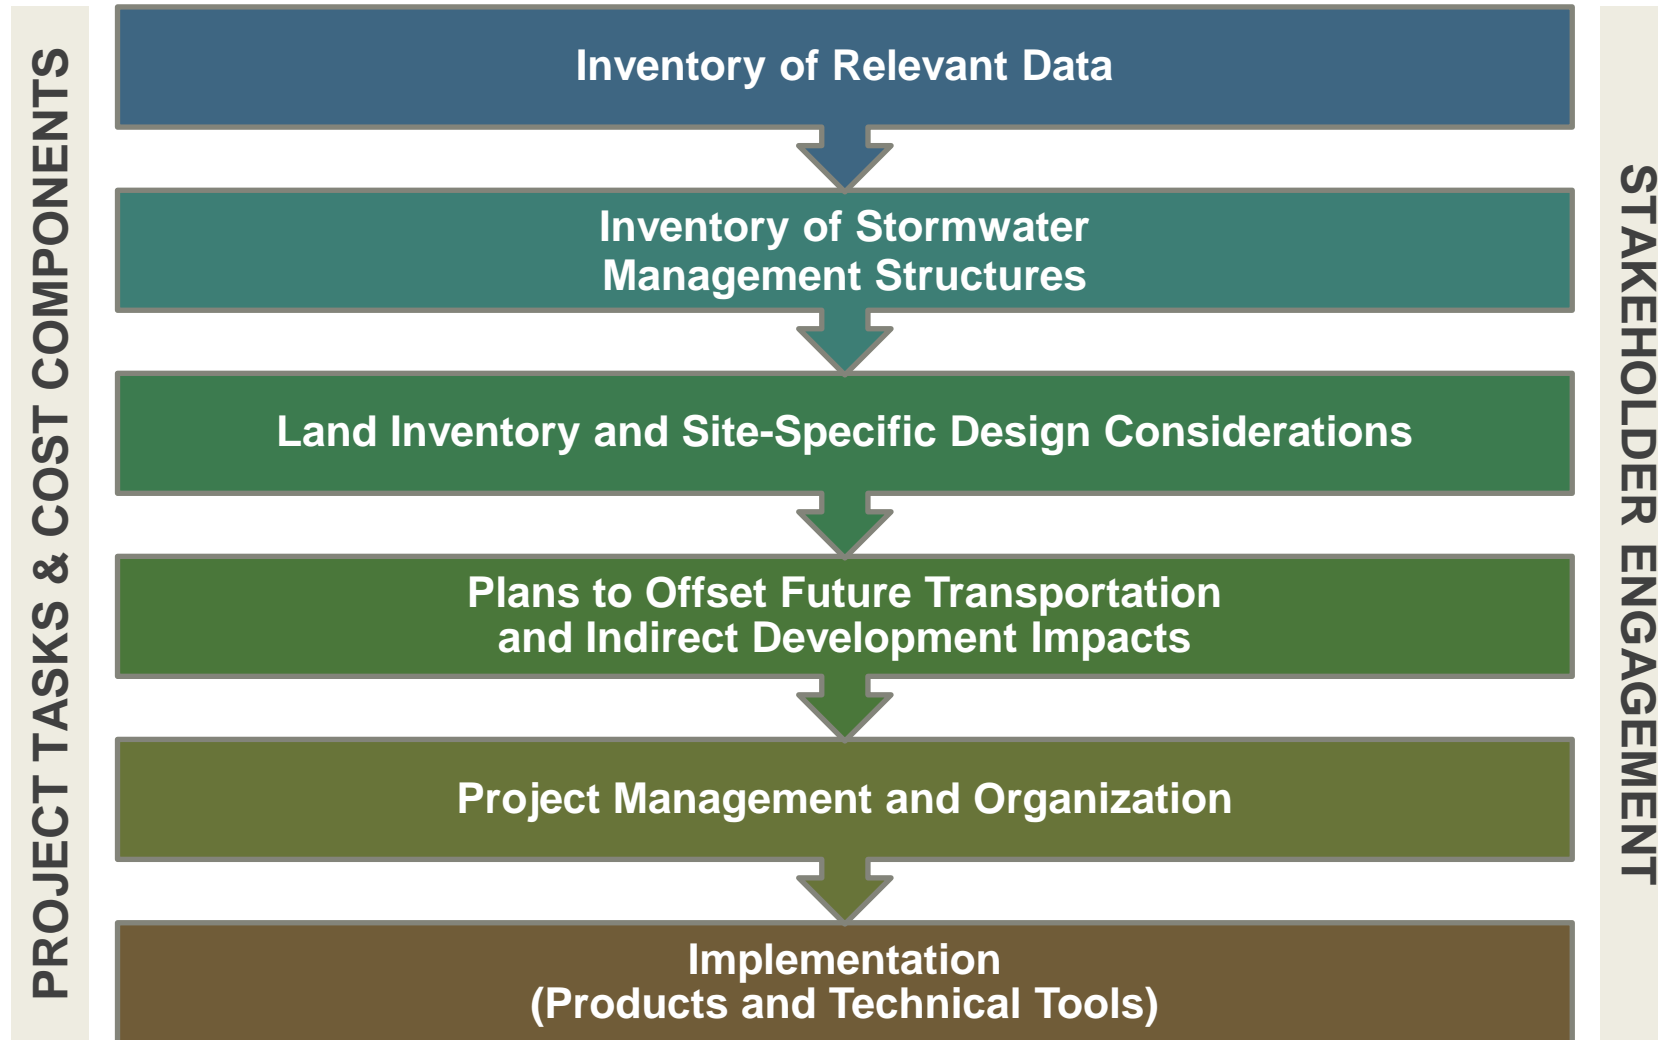 PROJECT TASKS & COST COMPONENTS
Inventory of Relevant Data
Inventory of Stormwater
Management Structures
Land Inventory and Site-Specific Design Considerations
Plans to Offset Future Transportation
and Indirect Development Impacts
Project Management and Organization
Implementation
(Products and Technical Tools)
STAKEHOLDER ENGAGEMENT